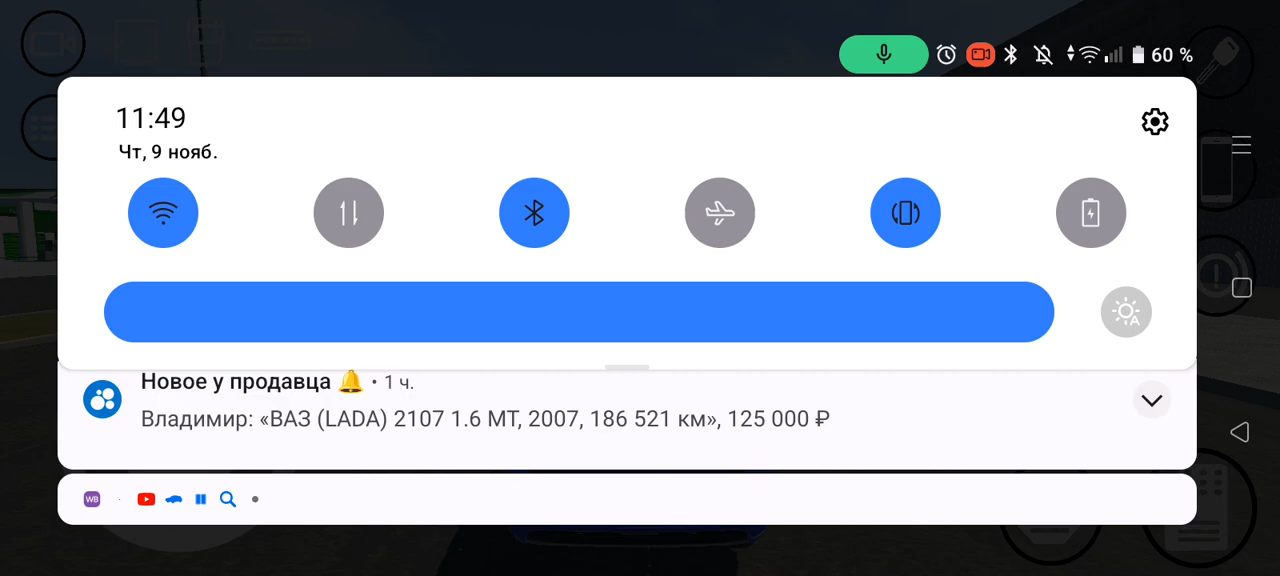 60 %
11:49
Чт, 9 нояб.
Новое у продавца 🔔 • 1 ч.
Владимир: «ВАЗ (LADA) 2107 1.6 MT, 2007, 186 521 км», 125 000 ₽
WB